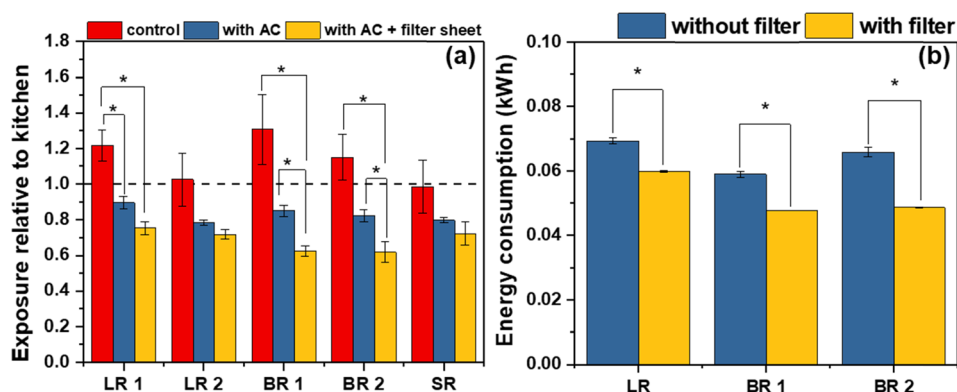 control with AC with AC + filter sheet
(a)
Exposure relative to kitchen
1.8
1.6
1.4
1.2
1.0
0.8
0.6
0.4
0.2
0.0
* * * * * *
LR 1 LR 2 BR 1 BR 2 SR
without filter with filter
(b)
Energy consumption (kWh)
0.10
0.08
0.06
0.04
0.02
0.00
* * *
LR BR 1 BR 2